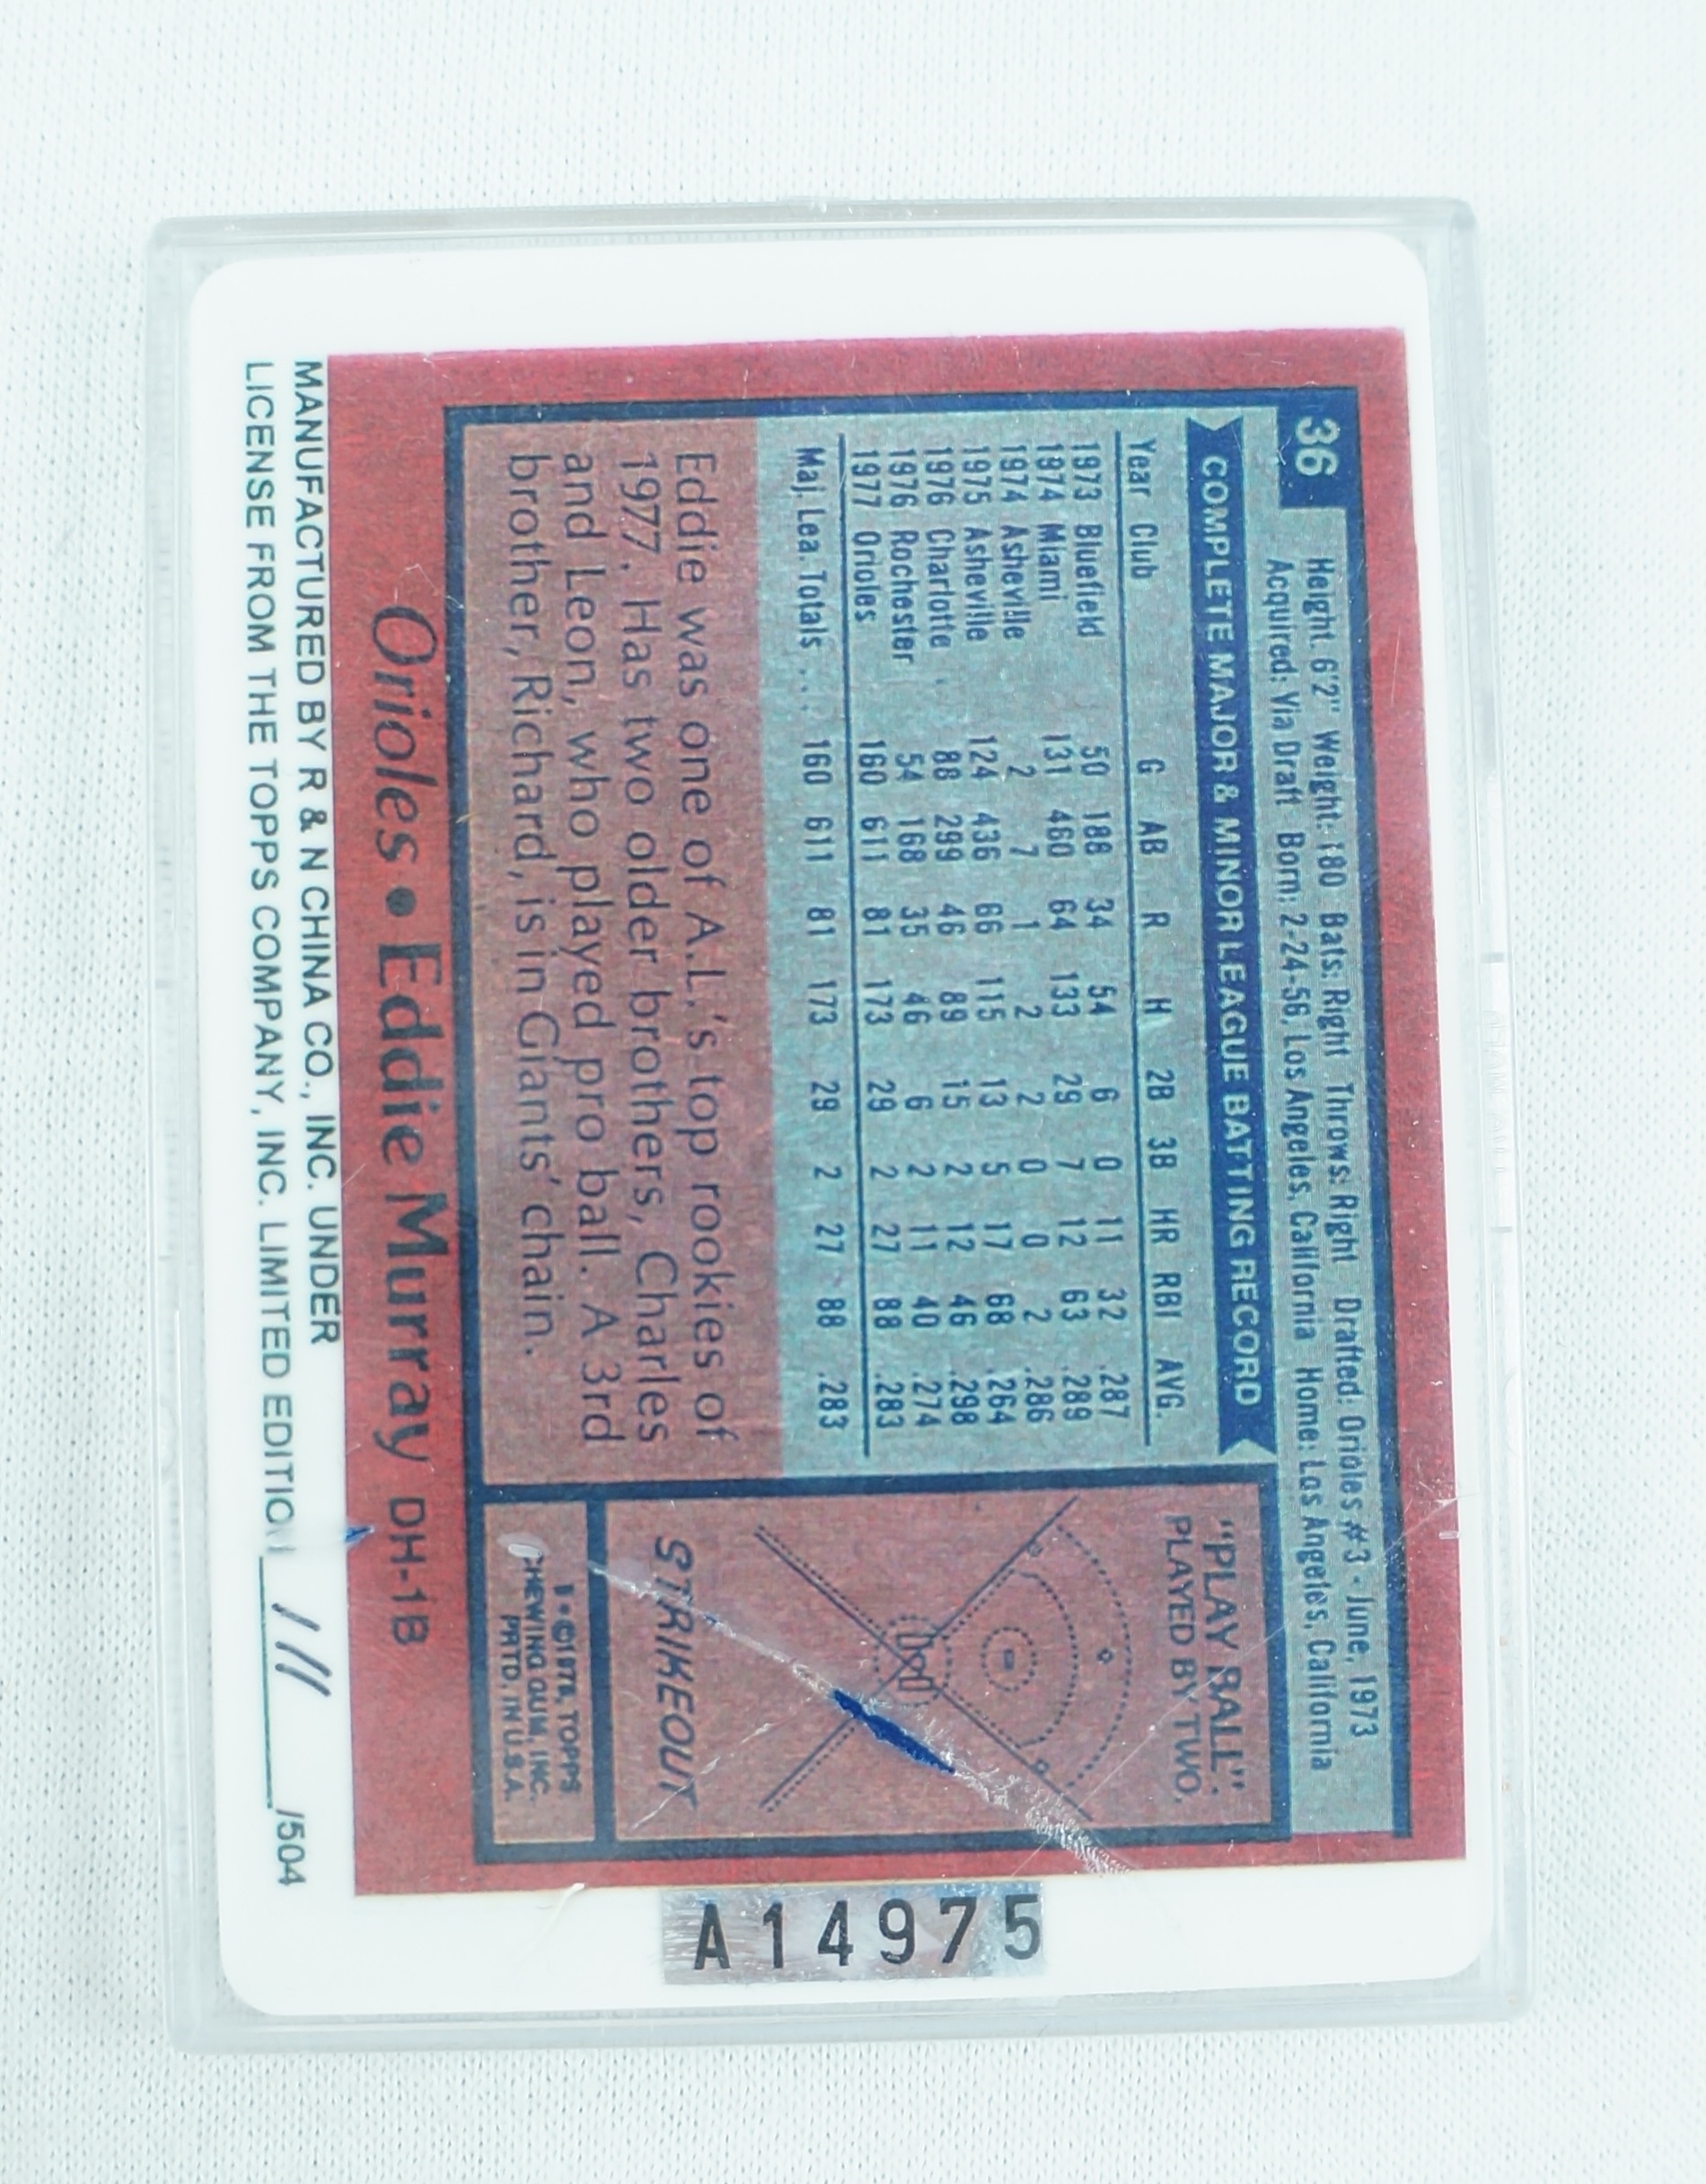 36
Height: 6'2" Weight: 180 Bats: Right Throws: Right Drafted: Orioles #3 - June, 1973
Acquired: Via Draft Born: 2-24-56, Los Angeles, California Home: Los Angeles, California
COMPLETE MAJOR & MINOR LEAGUE BATTING RECORD
Year Club G AB R H 2B 3B HR RBI AVG.
1973 Bluefield 50 188 34 54 6 0 11 32 .287
1974 Miami 131 460 64 133 29 7 12 63 .289
1974 Asheville 2 7 1 2 2 0 0 2 .286
1975 Asheville 124 436 66 115 13 5 17 68 .264
1976 Charlotte 88 299 46 89 15 2 12 46 .298
1976 Rochester 54 168 35 46 6 2 11 40 .274
1977 Orioles 160 611 81 173 29 2 27 88 .283
Maj. Lea. Totals ... 160 611 81 173 29 2 27 88 .283
Eddie was one of A.L.'s top rookies of
1977. Has two older brothers, Charles
and Leon, who played pro ball. A 3rd
brother, Richard, is in Giants' chain.
"PLAY BALL":
PLAYED BY TWO.
STRIKEOUT
©1978, TOPPS
CHEWING GUM, INC.
PRTD. IN U.S.A.
Orioles • Eddie Murray DH-1B
MANUFACTURED BY R & N CHINA CO., INC. UNDER
LICENSE FROM THE TOPPS COMPANY, INC. LIMITED EDITION 111 /504
A14975